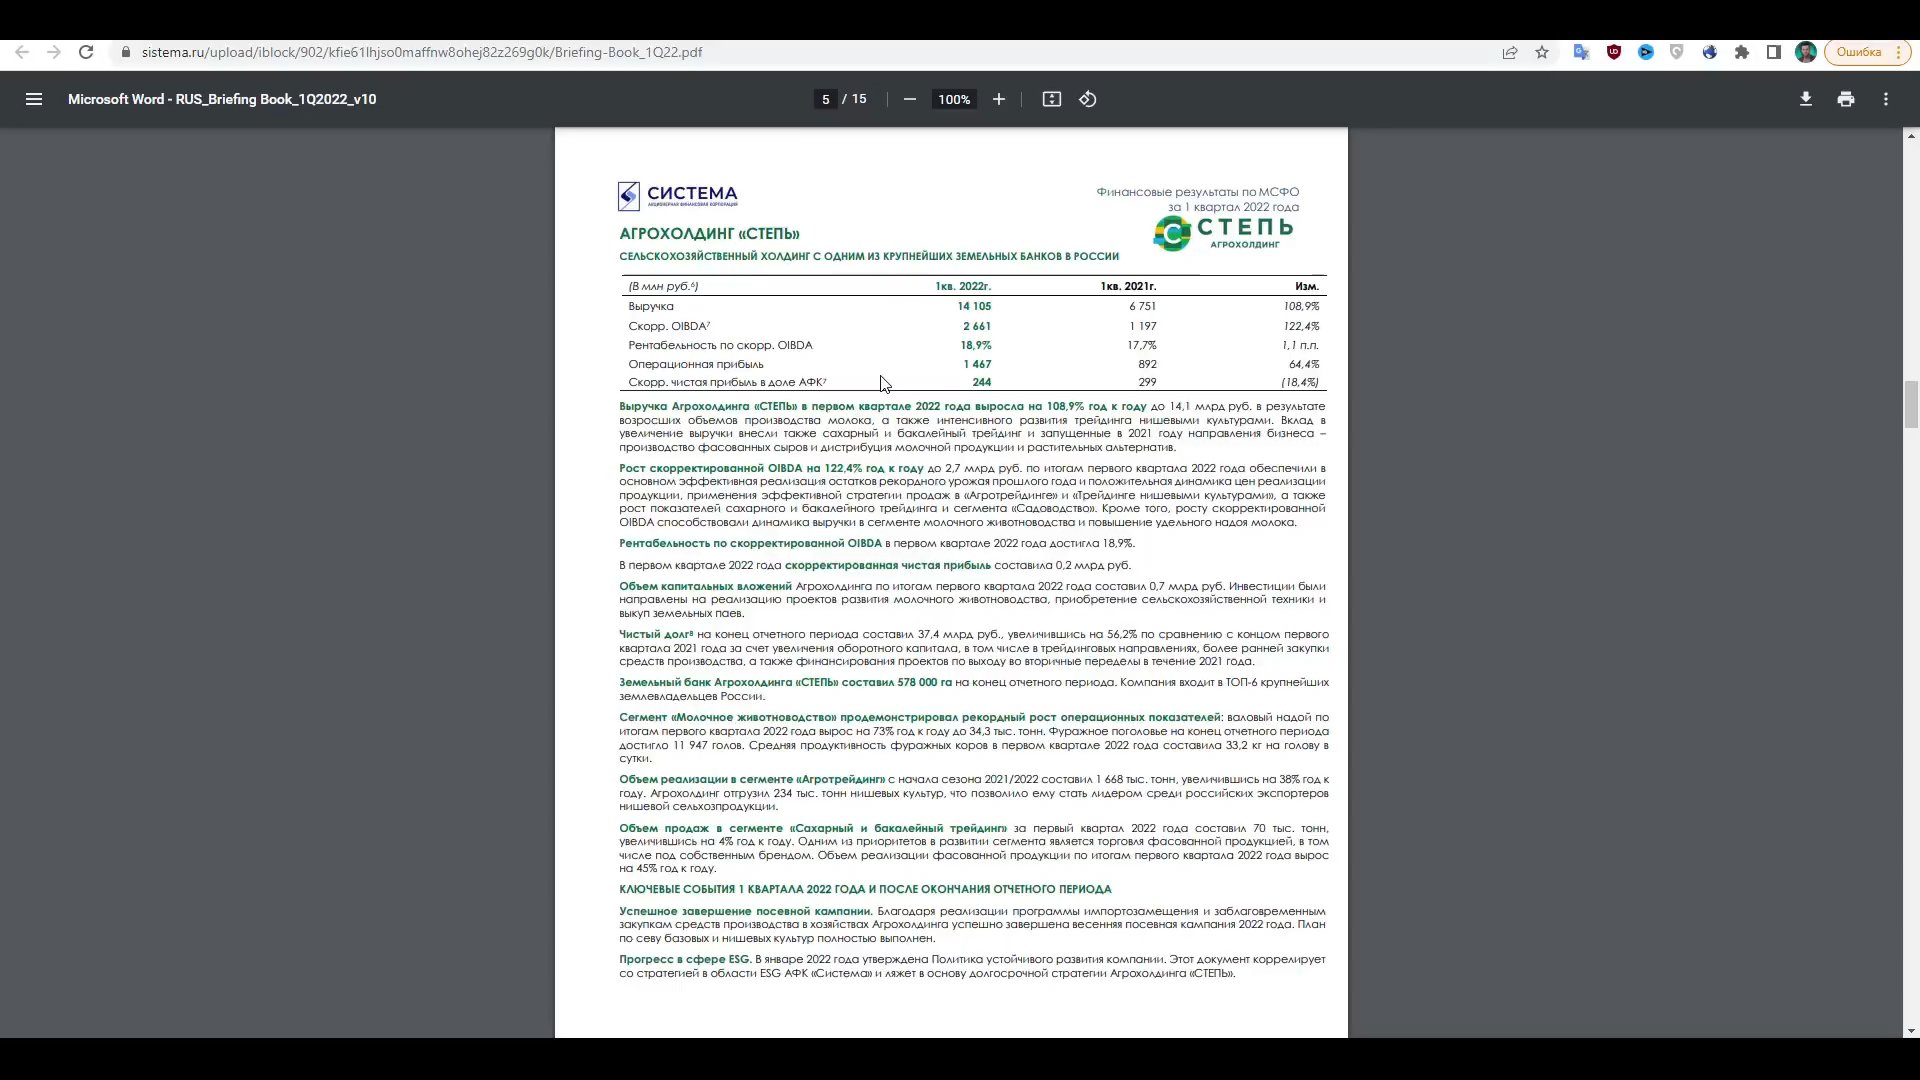 sistema.ru/upload/iblock/902/kfie61lhjso0maffnw8ohej82z269g0k/Briefing-Book_1Q22.pdf
Ошибка
Microsoft Word - RUS_Briefing Book_1Q2022_v10
5 / 15
100%
СИСТЕМА
АКЦИОНЕРНАЯ ФИНАНСОВАЯ КОРПОРАЦИЯ
Финансовые результаты по МСФО
за 1 квартал 2022 года
СТЕПЬ
АГРОХОЛДИНГ
АГРОХОЛДИНГ «СТЕПЬ»
СЕЛЬСКОХОЗЯЙСТВЕННЫЙ ХОЛДИНГ С ОДНИМ ИЗ КРУПНЕЙШИХ ЗЕМЕЛЬНЫХ БАНКОВ В РОССИИ
(В млн руб.⁶) 1кв. 2022г. 1кв. 2021г. Изм.
Выручка 14 105 6 751 108,9%
Скорр. OIBDA⁷ 2 661 1 197 122,4%
Рентабельность по скорр. OIBDA 18,9% 17,7% 1,1 п.п.
Операционная прибыль 1 467 892 64,4%
Скорр. чистая прибыль в доле АФК⁷ 244 299 (18,4%)
Выручка Агрохолдинга «СТЕПЬ» в первом квартале 2022 года выросла на 108,9% год к году до 14,1 млрд руб. в результате
возросших объемов производства молока, а также интенсивного развития трейдинга нишевыми культурами. Вклад в
увеличение выручки внесли также сахарный и бакалейный трейдинг и запущенные в 2021 году направления бизнеса –
производство фасованных сыров и дистрибуция молочной продукции и растительных альтернатив.
Рост скорректированной OIBDA на 122,4% год к году до 2,7 млрд руб. по итогам первого квартала 2022 года обеспечили в
основном эффективная реализация остатков рекордного урожая прошлого года и положительная динамика цен реализации
продукции, применения эффективной стратегии продаж в «Агротрейдинге» и «Трейдинге нишевыми культурами», а также
рост показателей сахарного и бакалейного трейдинга и сегмента «Садоводство». Кроме того, росту скорректированной
OIBDA способствовали динамика выручки в сегменте молочного животноводства и повышение удельного надоя молока.
Рентабельность по скорректированной OIBDA в первом квартале 2022 года достигла 18,9%.
В первом квартале 2022 года скорректированная чистая прибыль составила 0,2 млрд руб.
Объем капитальных вложений Агрохолдинга по итогам первого квартала 2022 года составил 0,7 млрд руб. Инвестиции были
направлены на реализацию проектов развития молочного животноводства, приобретение сельскохозяйственной техники и
выкуп земельных паев.
Чистый долг⁸ на конец отчетного периода составил 37,4 млрд руб., увеличившись на 56,2% по сравнению с концом первого
квартала 2021 года за счет увеличения оборотного капитала, в том числе в трейдинговых направлениях, более ранней закупки
средств производства, а также финансирования проектов по выходу во вторичные переделы в течение 2021 года.
Земельный банк Агрохолдинга «СТЕПЬ» составил 578 000 га на конец отчетного периода. Компания входит в ТОП-6 крупнейших
землевладельцев России.
Сегмент «Молочное животноводство» продемонстрировал рекордный рост операционных показателей: валовый надой по
итогам первого квартала 2022 года вырос на 73% год к году до 34,3 тыс. тонн. Фуражное поголовье на конец отчетного периода
достигло 11 947 голов. Средняя продуктивность фуражных коров в первом квартале 2022 года составила 33,2 кг на голову в
сутки.
Объем реализации в сегменте «Агротрейдинг» с начала сезона 2021/2022 составил 1 668 тыс. тонн, увеличившись на 38% год к
году. Агрохолдинг отгрузил 234 тыс. тонн нишевых культур, что позволило ему стать лидером среди российских экспортеров
нишевой сельхозпродукции.
Объем продаж в сегменте «Сахарный и бакалейный трейдинг» за первый квартал 2022 года составил 70 тыс. тонн,
увеличившись на 4% год к году. Одним из приоритетов в развитии сегмента является торговля фасованной продукцией, в том
числе под собственным брендом. Объем реализации фасованной продукции по итогам первого квартала 2022 года вырос
на 45% год к году.
КЛЮЧЕВЫЕ СОБЫТИЯ 1 КВАРТАЛА 2022 ГОДА И ПОСЛЕ ОКОНЧАНИЯ ОТЧЕТНОГО ПЕРИОДА
Успешное завершение посевной кампании. Благодаря реализации программы импортозамещения и заблаговременным
закупкам средств производства в хозяйствах Агрохолдинга успешно завершена весенняя посевная кампания 2022 года. План
по севу базовых и нишевых культур полностью выполнен.
Прогресс в сфере ESG. В январе 2022 года утверждена Политика устойчивого развития компании. Этот документ коррелирует
со стратегией в области ESG АФК «Система» и ляжет в основу долгосрочной стратегии Агрохолдинга «СТЕПЬ».